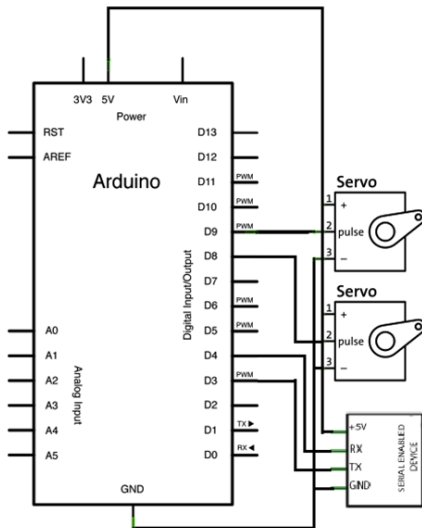 3V3 5V Vin
Power
RST
AREF
Arduino
D13
D12
PWM
D11
D10
PWM
D9
D8
D7
PWM
D6
PWM
D5
D4
PWM
D3
D2
TX ▶
D1
RX ◀
D0
Digital Input/Output
PWM
A0
A1
A2
A3
A4
A5
Analog Input
GND
Servo
1 +
2 pulse
3 −
Servo
1 +
2 pulse
3 −
+5V
RX
TX
GND
SERIAL ENABLED
DEVICE